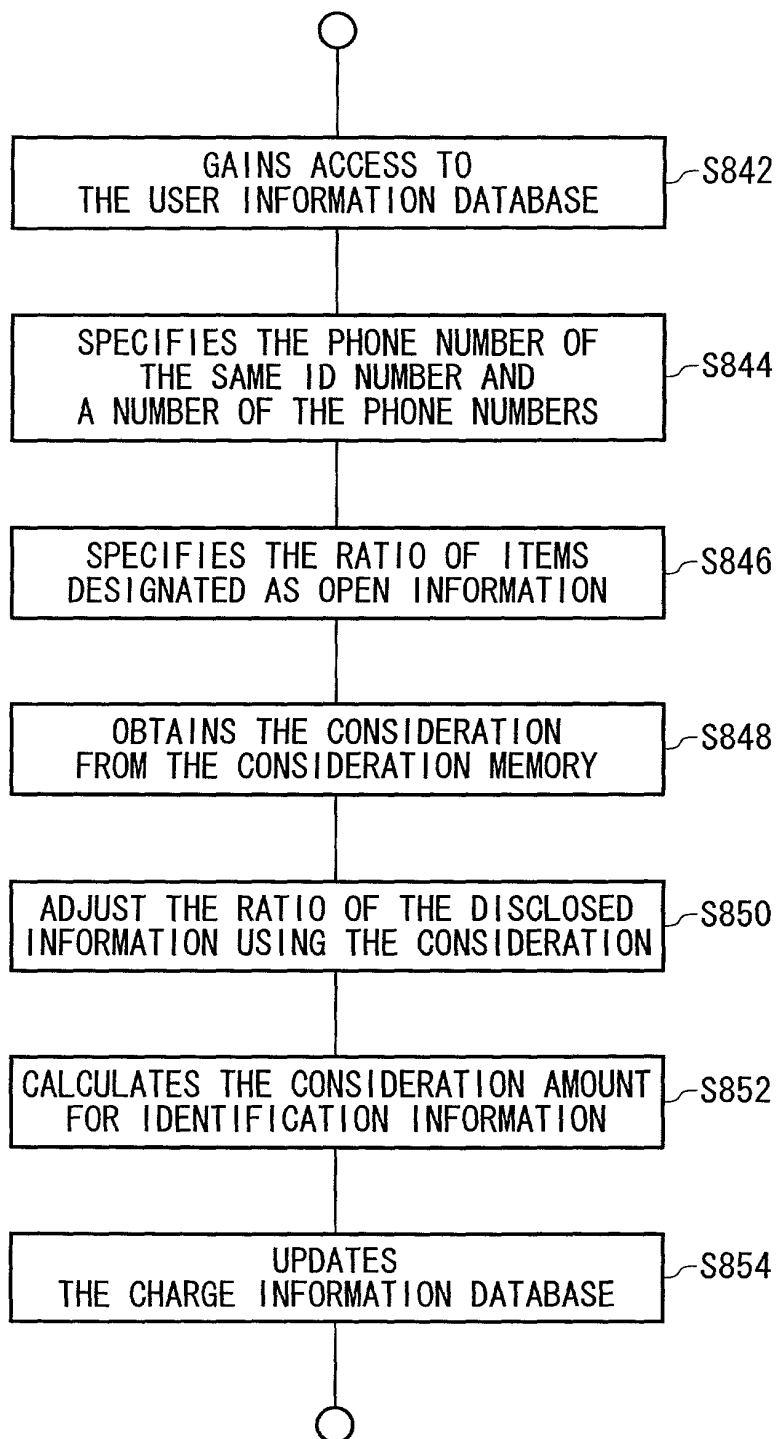 GAINS ACCESS TO
THE USER INFORMATION DATABASE
S842
SPECIFIES THE PHONE NUMBER OF
THE SAME ID NUMBER AND
A NUMBER OF THE PHONE NUMBERS
S844
SPECIFIES THE RATIO OF ITEMS
DESIGNATED AS OPEN INFORMATION
S846
OBTAINS THE CONSIDERATION
FROM THE CONSIDERATION MEMORY
S848
ADJUST THE RATIO OF THE DISCLOSED
INFORMATION USING THE CONSIDERATION
S850
CALCULATES THE CONSIDERATION AMOUNT
FOR IDENTIFICATION INFORMATION
S852
UPDATES
THE CHARGE INFORMATION DATABASE
S854